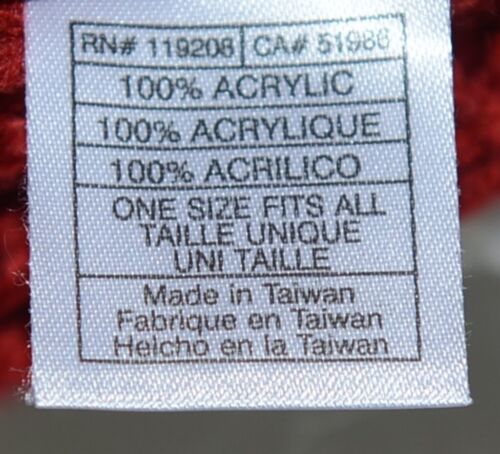 RN# 119208 CA# 51986
100% ACRYLIC
100% ACRYLIQUE
100% ACRILICO
ONE SIZE FITS ALL
TAILLE UNIQUE
UNI TAILLE
Made in Taiwan
Fabrique en Taiwan
Helcho en la Taiwan